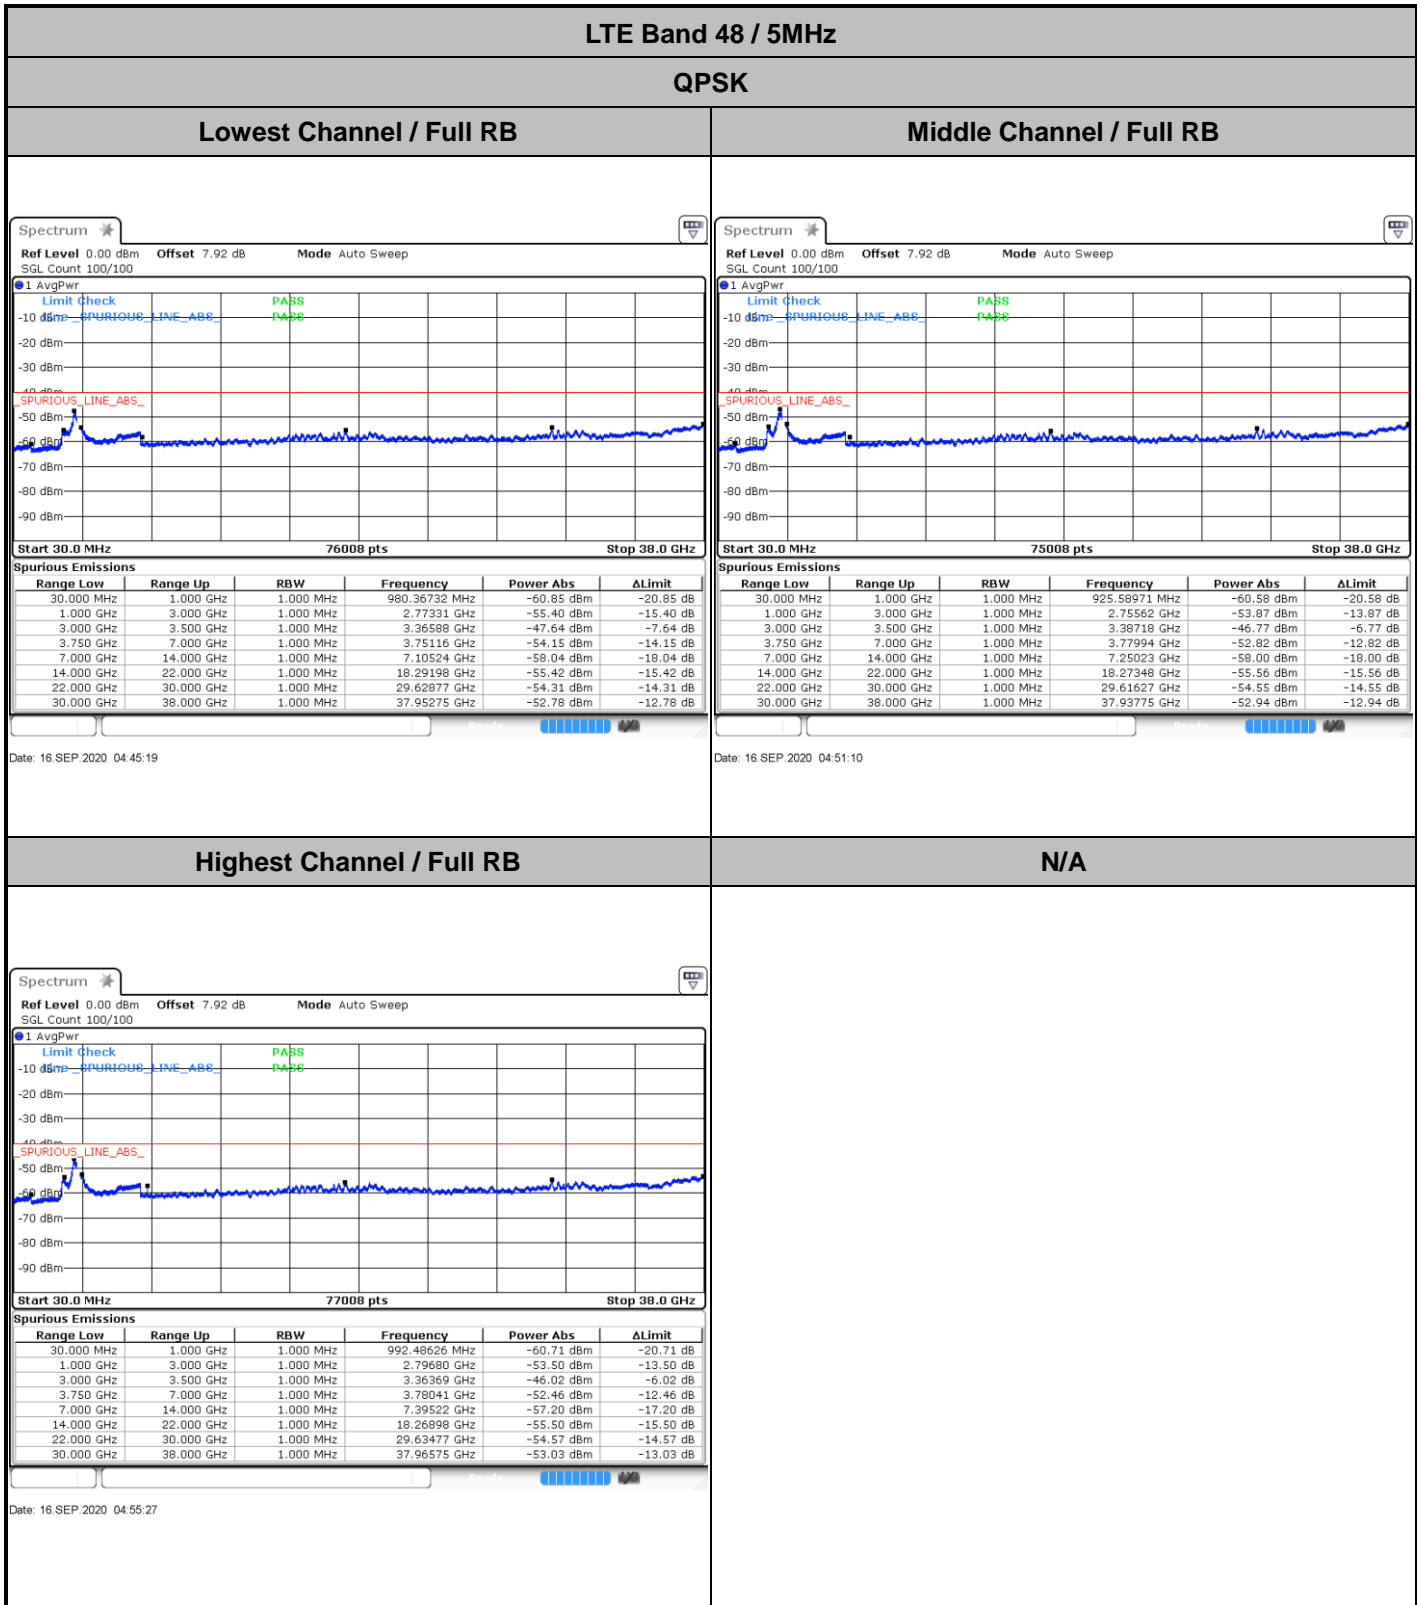 LTE Band 48 / 5MHz
QPSK
Lowest Channel / Full RB
Middle Channel / Full RB
Spectrum
Ref Level 0.00 dBm Offset 7.92 dB Mode Auto Sweep
SGL Count 100/100
1 AvgPwr
Limit Check PASS
Line _SPURIOUS_LINE_ABS_ PASS
-10 dBm
-20 dBm
-30 dBm
-40 dBm
_SPURIOUS_LINE_ABS_
-50 dBm
-60 dBm
-70 dBm
-80 dBm
-90 dBm
Start 30.0 MHz 76008 pts Stop 38.0 GHz
Spurious Emissions
Range Low Range Up RBW Frequency Power Abs ΔLimit
30.000 MHz 1.000 GHz 1.000 MHz 980.36732 MHz -60.85 dBm -20.85 dB
1.000 GHz 3.000 GHz 1.000 MHz 2.77331 GHz -55.40 dBm -15.40 dB
3.000 GHz 3.500 GHz 1.000 MHz 3.36588 GHz -47.64 dBm -7.64 dB
3.750 GHz 7.000 GHz 1.000 MHz 3.75116 GHz -54.15 dBm -14.15 dB
7.000 GHz 14.000 GHz 1.000 MHz 7.10524 GHz -58.04 dBm -18.04 dB
14.000 GHz 22.000 GHz 1.000 MHz 18.29198 GHz -55.42 dBm -15.42 dB
22.000 GHz 30.000 GHz 1.000 MHz 29.62877 GHz -54.31 dBm -14.31 dB
30.000 GHz 38.000 GHz 1.000 MHz 37.95275 GHz -52.78 dBm -12.78 dB
Ready
Date: 16.SEP.2020 04:45:19
Spectrum
Ref Level 0.00 dBm Offset 7.92 dB Mode Auto Sweep
SGL Count 100/100
1 AvgPwr
Limit Check PASS
Line _SPURIOUS_LINE_ABS_ PASS
-10 dBm
-20 dBm
-30 dBm
-40 dBm
_SPURIOUS_LINE_ABS_
-50 dBm
-60 dBm
-70 dBm
-80 dBm
-90 dBm
Start 30.0 MHz 75008 pts Stop 38.0 GHz
Spurious Emissions
Range Low Range Up RBW Frequency Power Abs ΔLimit
30.000 MHz 1.000 GHz 1.000 MHz 925.58971 MHz -60.58 dBm -20.58 dB
1.000 GHz 3.000 GHz 1.000 MHz 2.75562 GHz -53.87 dBm -13.87 dB
3.000 GHz 3.500 GHz 1.000 MHz 3.38718 GHz -46.77 dBm -6.77 dB
3.750 GHz 7.000 GHz 1.000 MHz 3.77994 GHz -52.82 dBm -12.82 dB
7.000 GHz 14.000 GHz 1.000 MHz 7.25023 GHz -58.00 dBm -18.00 dB
14.000 GHz 22.000 GHz 1.000 MHz 18.27348 GHz -55.56 dBm -15.56 dB
22.000 GHz 30.000 GHz 1.000 MHz 29.61627 GHz -54.55 dBm -14.55 dB
30.000 GHz 38.000 GHz 1.000 MHz 37.93775 GHz -52.94 dBm -12.94 dB
Ready
Date: 16.SEP.2020 04:51:10
Highest Channel / Full RB
N/A
Spectrum
Ref Level 0.00 dBm Offset 7.92 dB Mode Auto Sweep
SGL Count 100/100
1 AvgPwr
Limit Check PASS
Line _SPURIOUS_LINE_ABS_ PASS
-10 dBm
-20 dBm
-30 dBm
-40 dBm
_SPURIOUS_LINE_ABS_
-50 dBm
-60 dBm
-70 dBm
-80 dBm
-90 dBm
Start 30.0 MHz 77008 pts Stop 38.0 GHz
Spurious Emissions
Range Low Range Up RBW Frequency Power Abs ΔLimit
30.000 MHz 1.000 GHz 1.000 MHz 992.48626 MHz -60.71 dBm -20.71 dB
1.000 GHz 3.000 GHz 1.000 MHz 2.79680 GHz -53.50 dBm -13.50 dB
3.000 GHz 3.500 GHz 1.000 MHz 3.36369 GHz -46.02 dBm -6.02 dB
3.750 GHz 7.000 GHz 1.000 MHz 3.78041 GHz -52.46 dBm -12.46 dB
7.000 GHz 14.000 GHz 1.000 MHz 7.39522 GHz -57.20 dBm -17.20 dB
14.000 GHz 22.000 GHz 1.000 MHz 18.26898 GHz -55.50 dBm -15.50 dB
22.000 GHz 30.000 GHz 1.000 MHz 29.63477 GHz -54.57 dBm -14.57 dB
30.000 GHz 38.000 GHz 1.000 MHz 37.96575 GHz -53.03 dBm -13.03 dB
Ready
Date: 16.SEP.2020 04:55:27